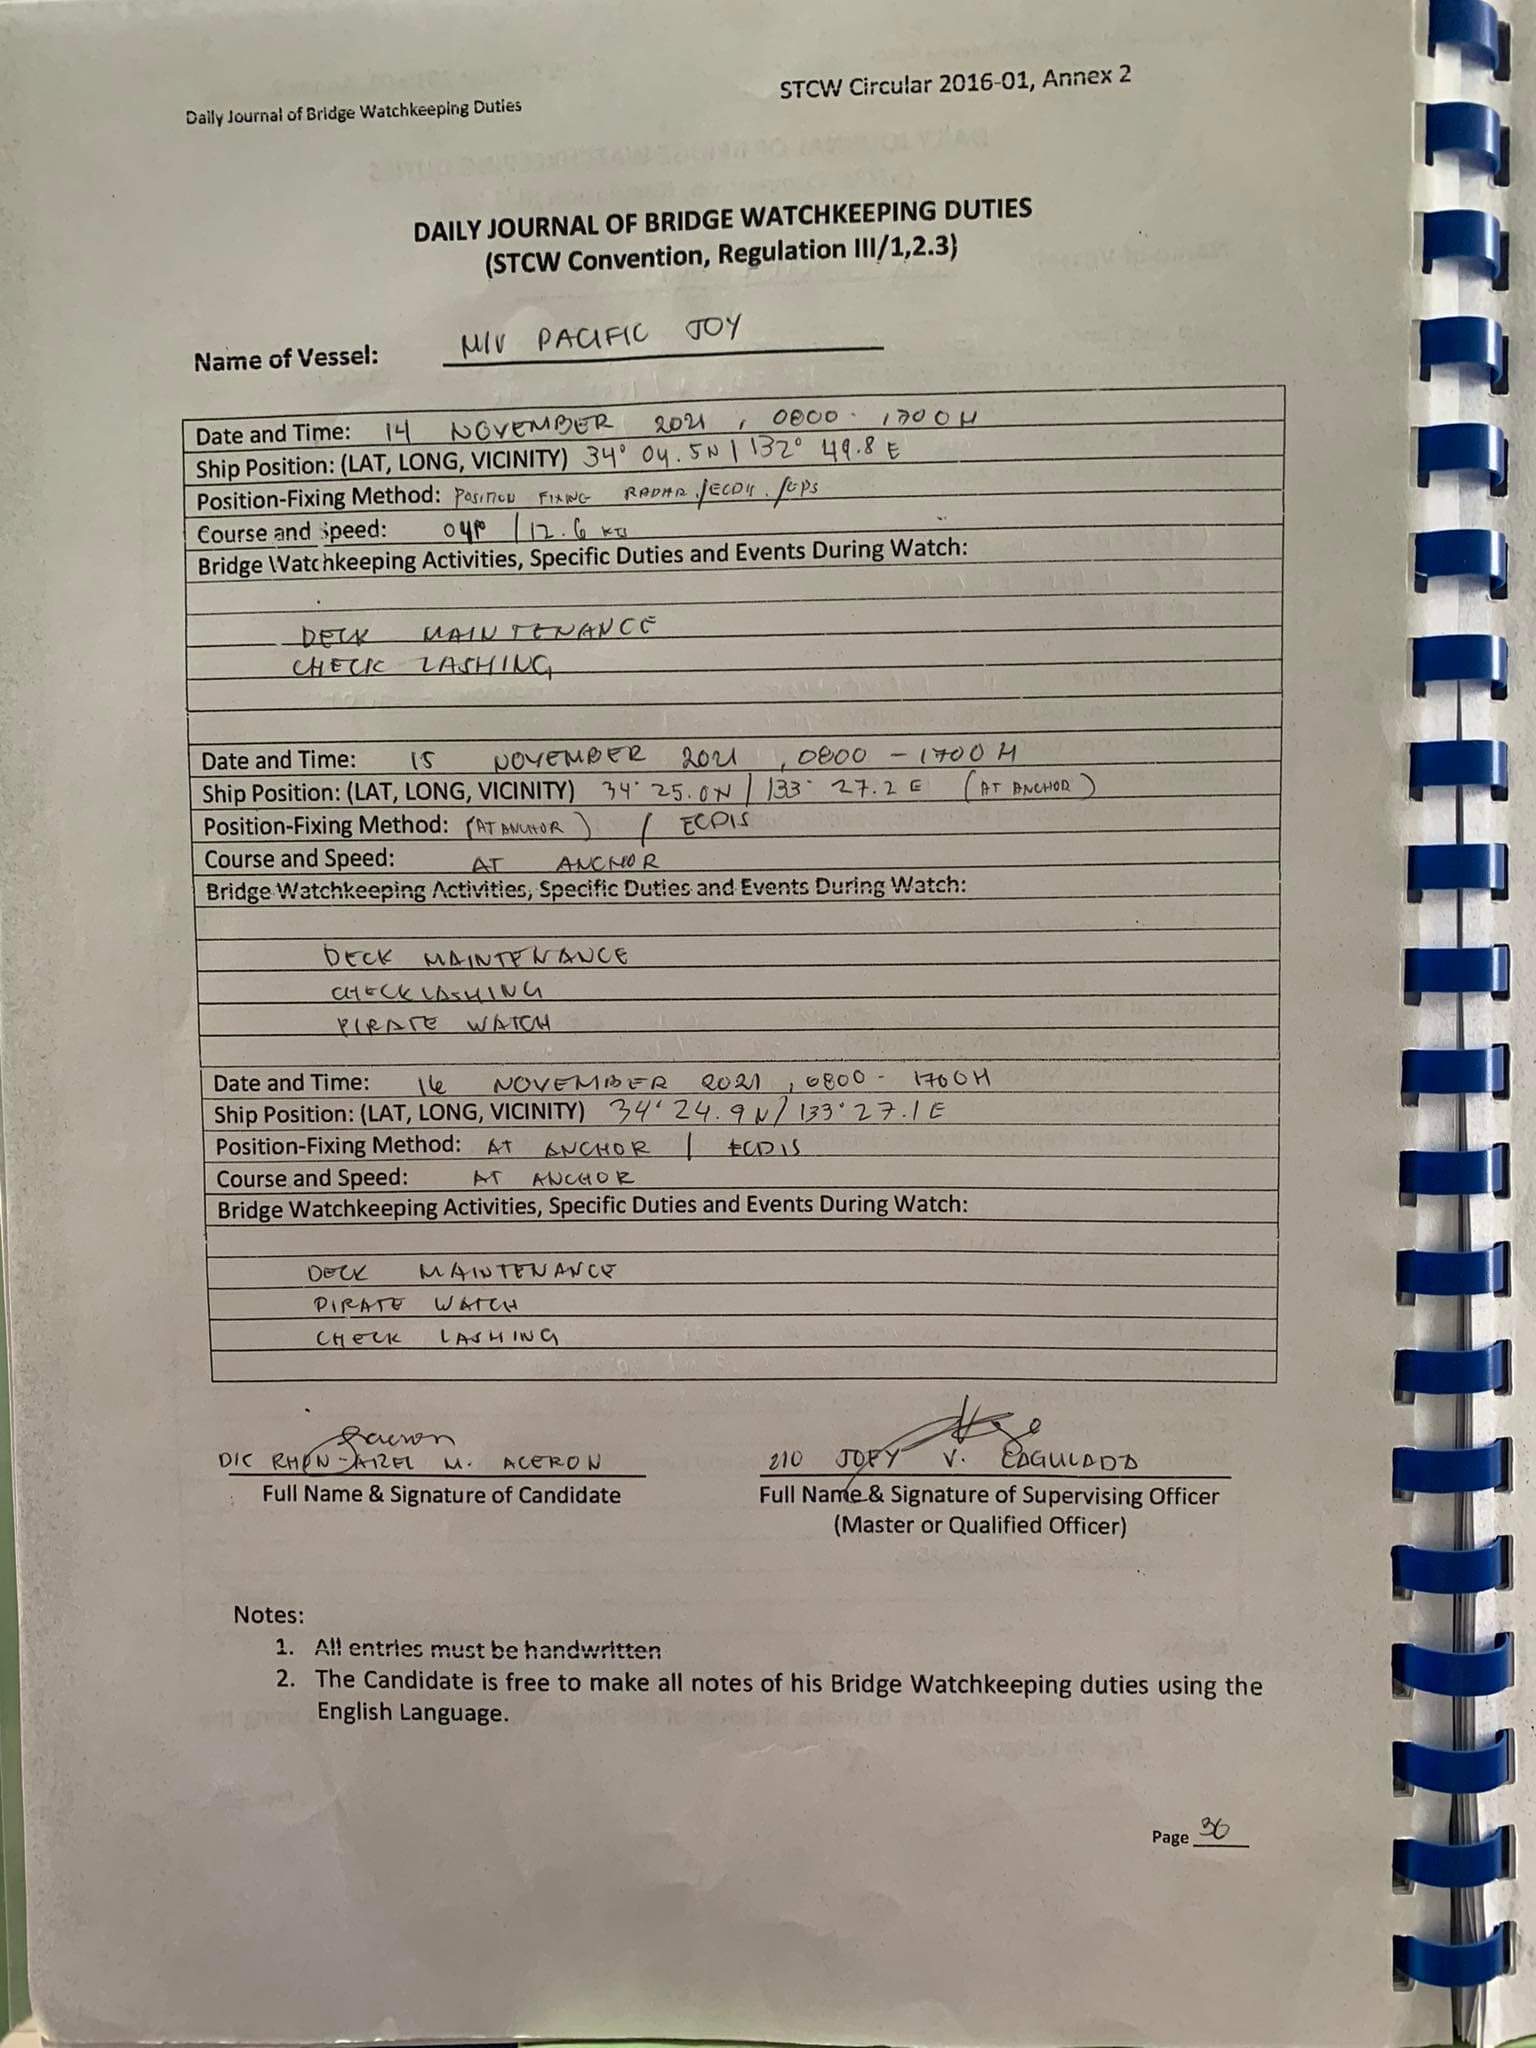 Daily Journal of Bridge Watchkeeping Duties
STCW Circular 2016-01, Annex 2
DAILY JOURNAL OF BRIDGE WATCHKEEPING DUTIES
(STCW Convention, Regulation III/1,2.3)
Name of Vessel: M/V PACIFIC JOY
Date and Time: 14 NOVEMBER 2021, 0800 - 1700H
Ship Position: (LAT, LONG, VICINITY) 34° 04.5N / 132° 49.8 E
Position-Fixing Method: POSITION FIXING RADAR /ECDIS /GPS
Course and Speed: / 12.6 KTS
Bridge Watchkeeping Activities, Specific Duties and Events During Watch:
DECK MAINTENANCE
CHECK LASHING
Date and Time: 15 NOVEMBER 2021, 0800 - 1700H
Ship Position: (LAT, LONG, VICINITY) 34° 25.0N / 133° 27.2 E (AT ANCHOR)
Position-Fixing Method: (AT ANCHOR) / ECDIS
Course and Speed: AT ANCHOR
Bridge Watchkeeping Activities, Specific Duties and Events During Watch:
DECK MAINTENANCE
CHECK LASHING
PIRATE WATCH
Date and Time: 16 NOVEMBER 2021, 0800 - 1700H
Ship Position: (LAT, LONG, VICINITY) 34° 24.9 N / 133° 27.1 E
Position-Fixing Method: AT ANCHOR / ECDIS
Course and Speed: AT ANCHOR
Bridge Watchkeeping Activities, Specific Duties and Events During Watch:
DECK MAINTENANCE
PIRATE WATCH
CHECK LASHING
RHON-AIZEL M. ACERON
2/O JOEY V. CAGULADA
Full Name & Signature of Candidate
Full Name & Signature of Supervising Officer
(Master or Qualified Officer)
Notes:
1. All entries must be handwritten
2. The Candidate is free to make all notes of his Bridge Watchkeeping duties using the
English Language.
Page 36